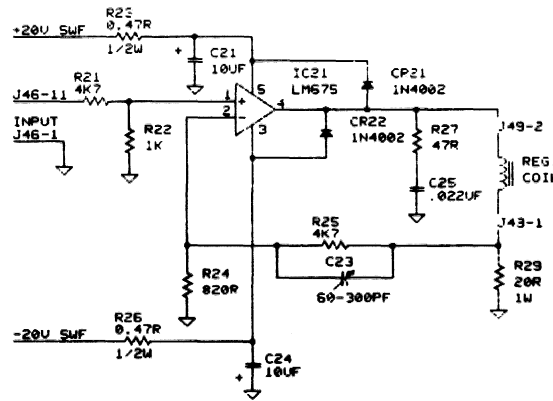 R23
+20V SWF 0.47R
1/2W
+ C21
10UF
R21
4K7
J46-11
INPUT
J46-1
R22
1K
1 +
2 -
5
4
3
IC21
LM675
CP21
1N4002
CR22
1N4002
R27
47R
C25
.022UF
J49-2
REG
COIL
J43-1
R25
4K7
C23
60-300PF
R24
820R
R29
20R
1W
R26
-20V SWF 0.47R
1/2W
C24
+ 10UF